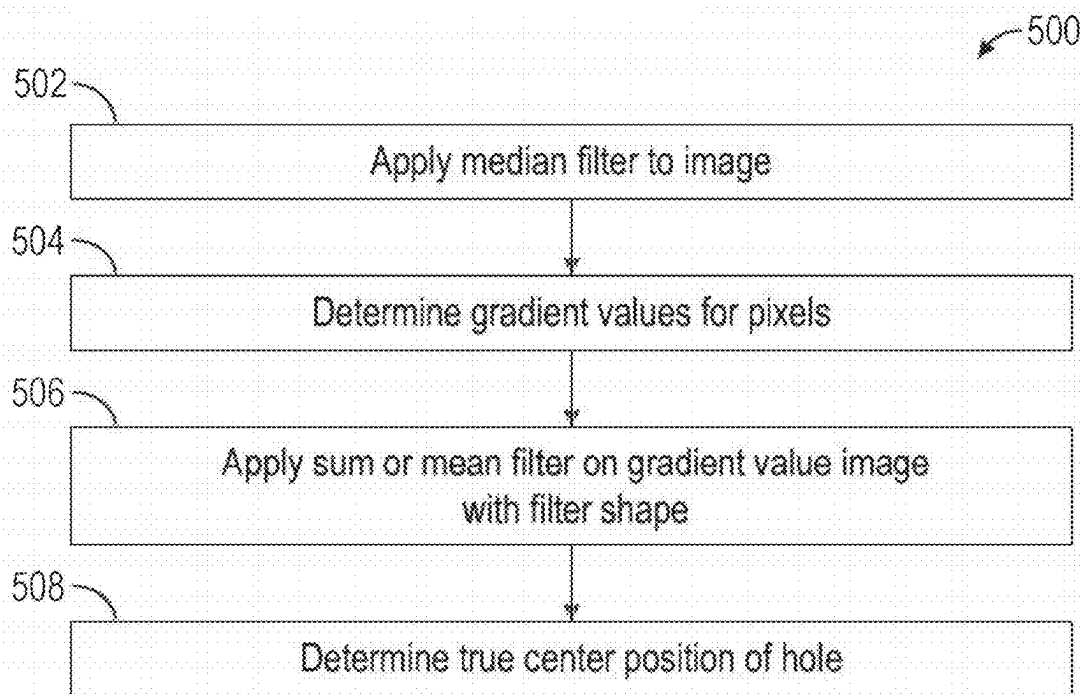 500
502
Apply median filter to image
504
Determine gradient values for pixels
506
Apply sum or mean filter on gradient value image
with filter shape
508
Determine true center position of hole